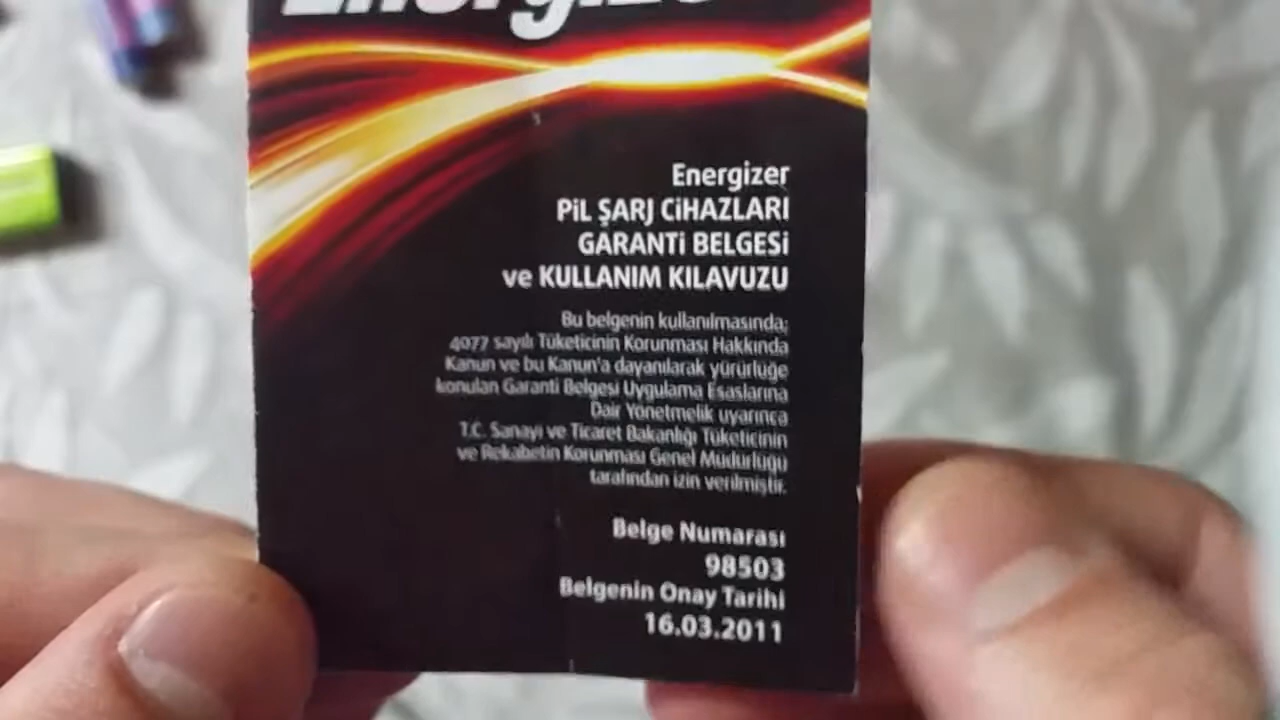 Energizer
Energizer
PiL ŞARJ CiHAZLARI
GARANTi BELGESi
ve KULLANIM KILAVUZU
Bu belgenin kullanılmasında;
4077 sayılı Tüketicinin Korunması Hakkında
Kanun ve bu Kanun'a dayanılarak yürürlüğe
konulan Garanti Belgesi Uygulama Esaslarına
Dair Yönetmelik uyarınca
T.C. Sanayi ve Ticaret Bakanlığı Tüketicinin
ve Rekabetin Korunması Genel Müdürlüğü
tarafından izin verilmiştir.
Belge Numarası
98503
Belgenin Onay Tarihi
16.03.2011